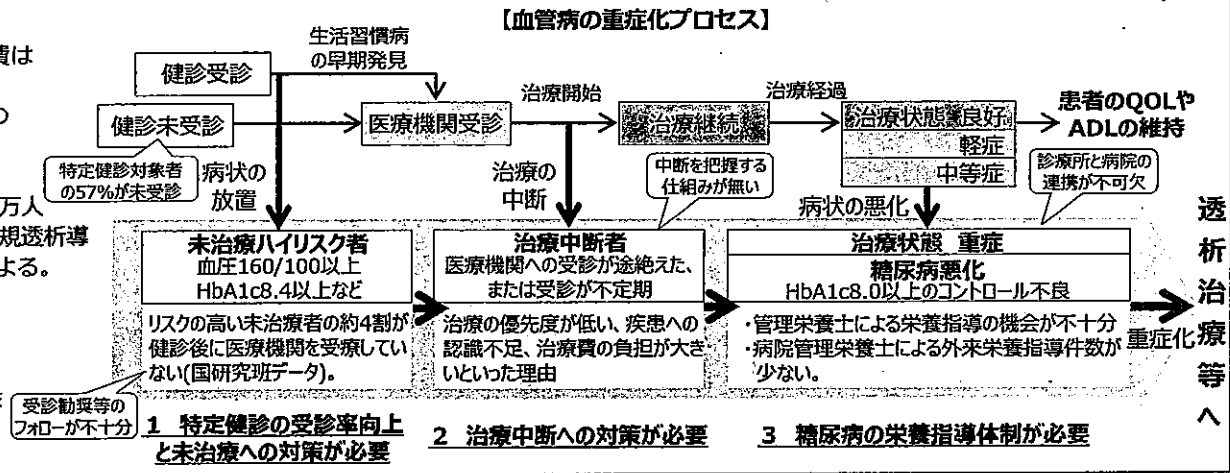 【血管病の重症化プロセス】
費は
生活習慣病
の早期発見
健診受診
治療開始
治療経過
健診未受診
医療機関受診
治療継続
治療状態 良好
軽症
中等症
患者のQOLや
ADLの維持
特定健診対象者
の57%が未受診
病状の
放置
治療の
中断
中断を把握する
仕組みが無い
病状の悪化
診療所と病院の
連携が不可欠
万人
規透析導
よる。
未治療ハイリスク者
血圧160/100以上
HbA1c8.4以上など
リスクの高い未治療者の約4割が
健診後に医療機関を受療してい
ない(国研究班データ)。
治療中断者
医療機関への受診が途絶えた、
または受診が不定期
治療の優先度が低い、疾患への
認識不足、治療費の負担が大き
いといった理由
治療状態 重症
糖尿病悪化
HbA1c8.0以上のコントロール不良
・管理栄養士による栄養指導の機会が不十分
・病院管理栄養士による外来栄養指導件数が
少ない。
重症化
透析治療等へ
受診勧奨等の
フォローが不十分
1 特定健診の受診率向上
と未治療への対策が必要
2 治療中断への対策が必要
3 糖尿病の栄養指導体制が必要